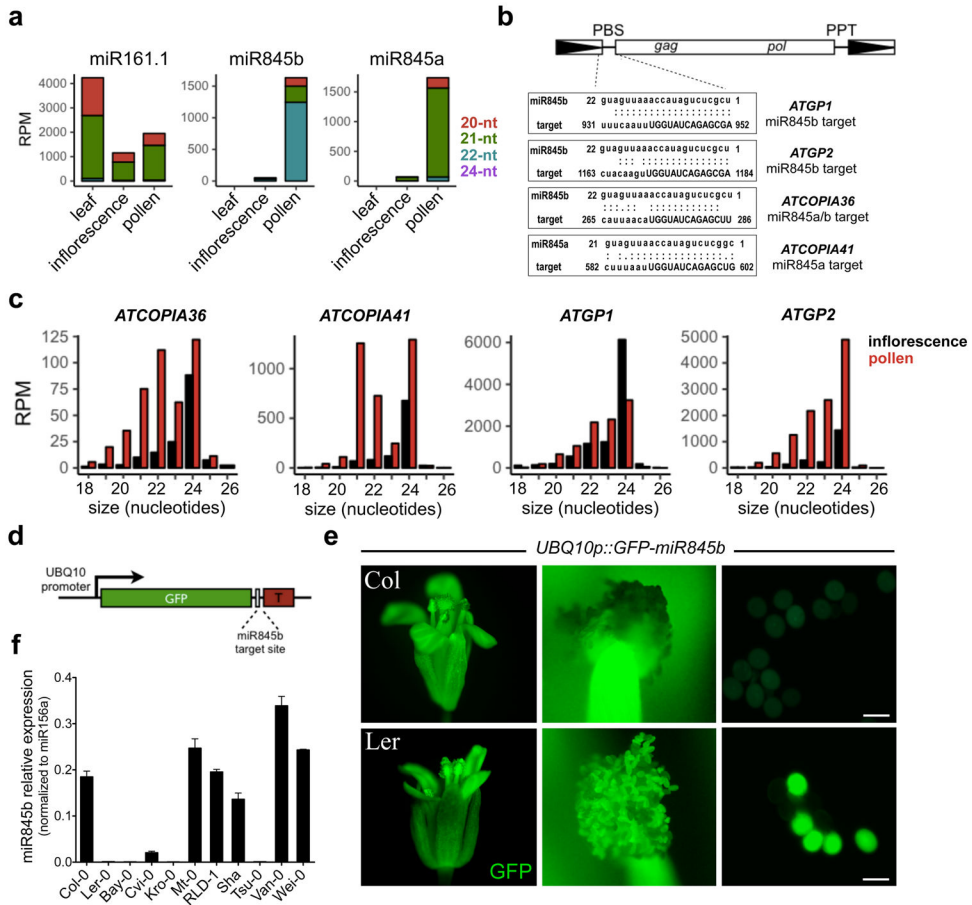 a
miR161.1
miR845b
miR845a
RPM
4000
3000
2000
1000
0
1500
1000
500
0
1500
1000
500
0
20-nt
21-nt
22-nt
24-nt
leaf
inflorescence
pollen
leaf
inflorescence
pollen
leaf
inflorescence
pollen
b
PBS
PPT
gag
pol
miR845b 22 guaguuaaaccauagucucgcu 1
target 931 uuucaauuUGGUAUCAGAGCGA 952
ATGP1
miR845b target
miR845b 22 guaguuaaaccauagucucgcu 1
target 1163 cuacaaguUGGUAUCAGAGCGA 1184
ATGP2
miR845b target
miR845b 22 guaguuaaaccauagucucgcu 1
target 265 cauuaacaUGGUAUCAGAGCUU 286
ATCOPIA36
miR845a/b target
miR845a 21 guaguuaaccauagucucggc 1
target 582 cuuuaauUGGUAUCAGAGCUG 602
ATCOPIA41
miR845a target
c
ATCOPIA36
ATCOPIA41
ATGP1
ATGP2
RPM
125
100
75
50
25
0
1000
500
0
6000
5000
4000
3000
2000
1000
0
5000
4000
3000
2000
1000
0
inflorescence
pollen
18 20 22 24 26
18 20 22 24 26
18 20 22 24 26
18 20 22 24 26
size (nucleotides)
size (nucleotides)
size (nucleotides)
size (nucleotides)
d
UBQ10
promoter
GFP
T
miR845b
target site
e
UBQ10p::GFP-miR845b
Col
Ler
GFP
f
miR845b relative expression
(normalized to miR156a)
0.4
0.3
0.2
0.1
0.0
Col-0
Ler-0
Bay-0
Cvi-0
Kro-0
Mt-0
RLD-1
Sha
Tsu-0
Van-0
Wei-0